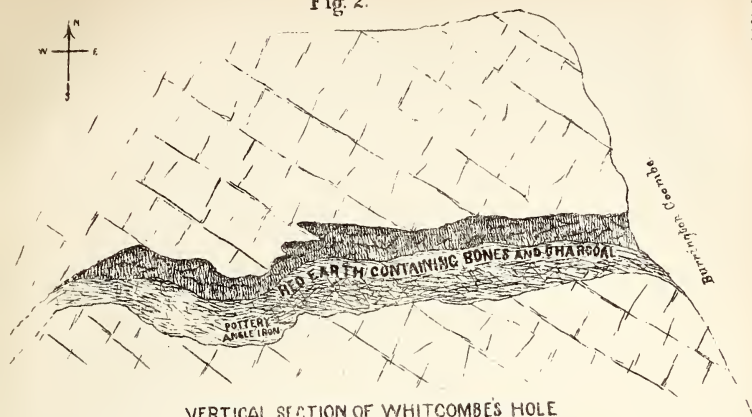 Fig. 2.
N
W E
S
Burrington Coombe.
RED EARTH CONTAINING BONES AND CHARCOAL
POTTERY
ANGLE IRON
VERTICAL SECTION OF WHITCOMBE'S HOLE